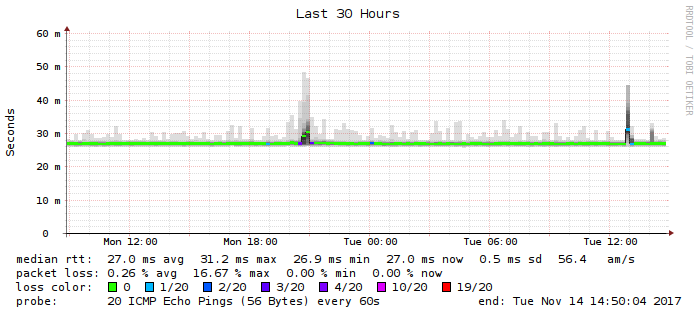 Last 30 Hours
RRDTOOL / TOBI OETIKER
Seconds
60 m
50 m
40 m
30 m
20 m
10 m
0
Mon 12:00 Mon 18:00 Tue 00:00 Tue 06:00 Tue 12:00
median rtt: 27.0 ms avg 31.2 ms max 26.9 ms min 27.0 ms now 0.5 ms sd 56.4 am/s
packet loss: 0.26 % avg 16.67 % max 0.00 % min 0.00 % now
loss color: 0 1/20 2/20 3/20 4/20 10/20 19/20
probe: 20 ICMP Echo Pings (56 Bytes) every 60s end: Tue Nov 14 14:50:04 2017